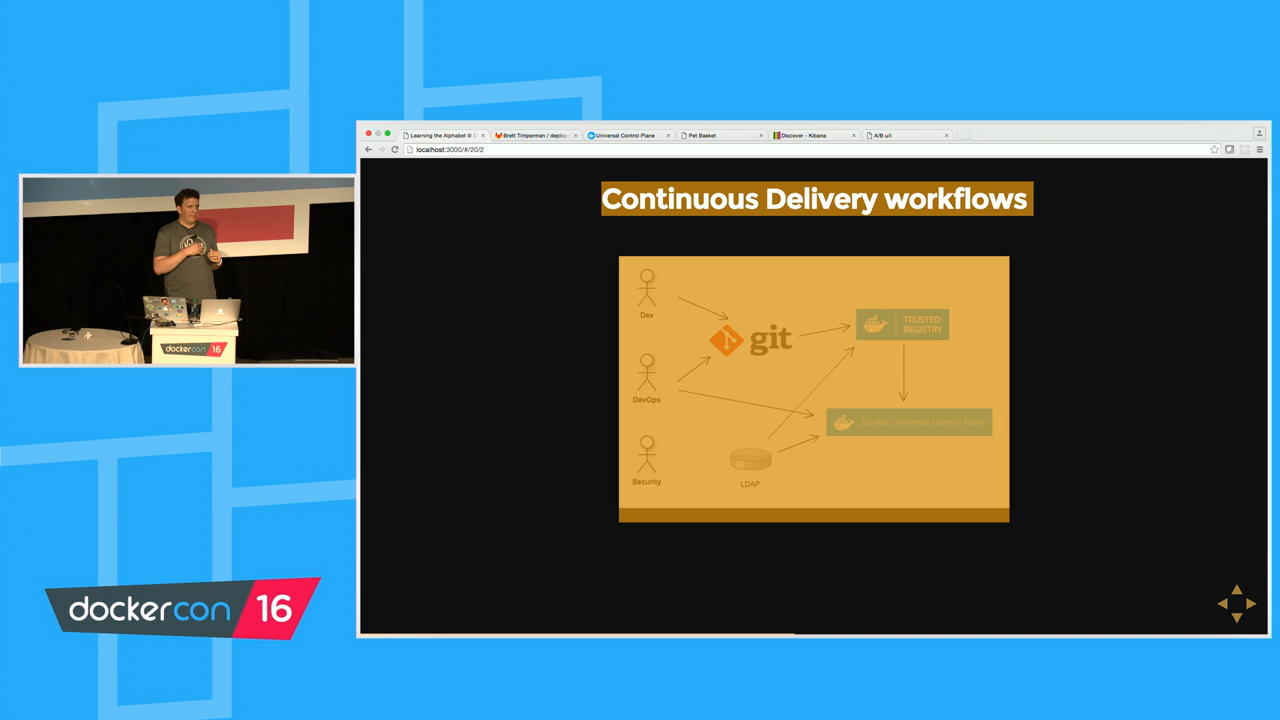 Learning the Alphabet @ D
Brett Timperman / deploy-
Universal Control Plane
Pet Basket
Discover - Kibana
A/B u/i
localhost:3000/#/20/2
Continuous Delivery workflows
Dev
git
TRUSTED
REGISTRY
DevOps
Docker Universal Control Plane
Security
LDAP
dockercon 16
dockercon 16